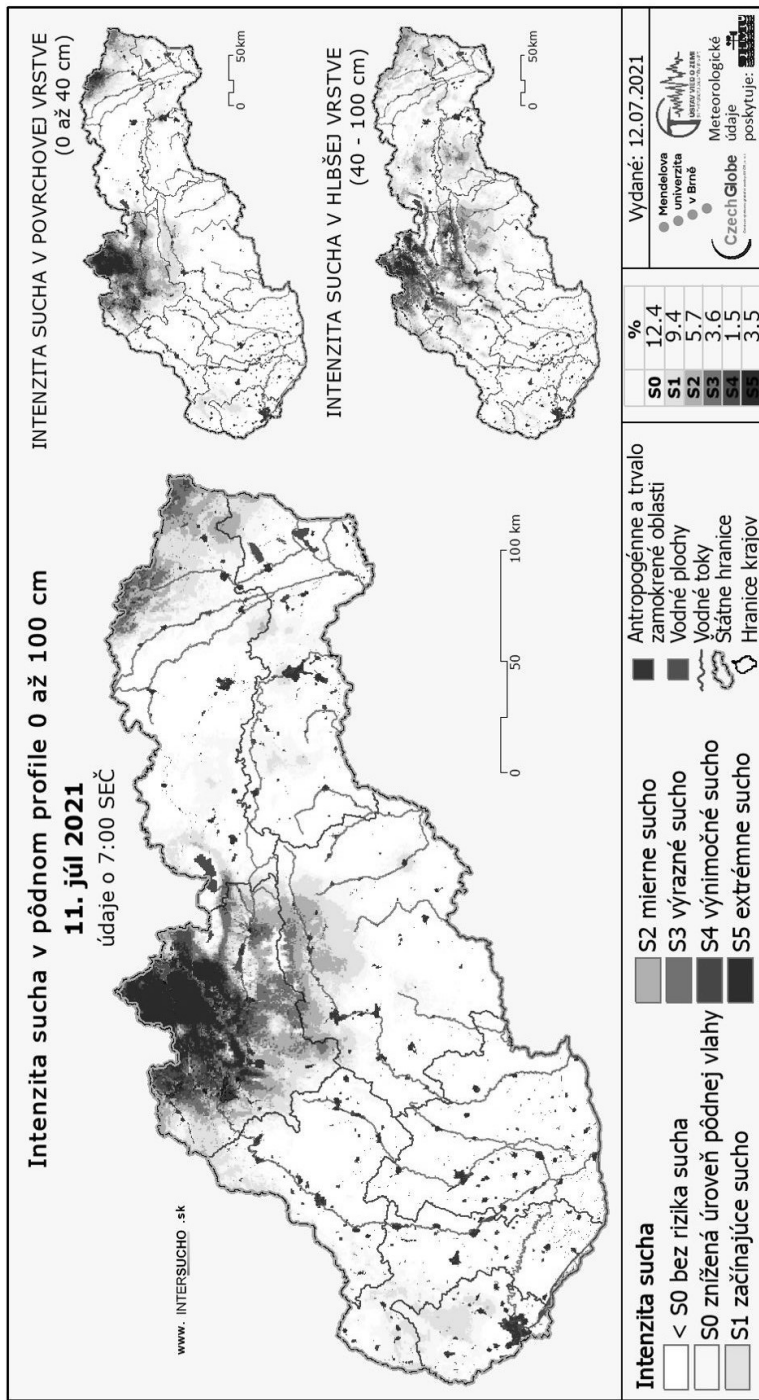 Intenzita sucha v pôdnom profile 0 až 100 cm
11. júl 2021
údaje o 7:00 SEČ
www. INTERSUCHO .sk
0
50
100 km
INTENZITA SUCHA V POVRCHOVEJ VRSTVE
(0 až 40 cm)
0
50km
INTENZITA SUCHA V HLBŠEJ VRSTVE
(40 - 100 cm)
0
50km
Intenzita sucha
< S0 bez rizika sucha
S0 znížená úroveň pôdnej vlahy
S1 začínajúce sucho
S2 mierne sucho
S3 výrazné sucho
S4 výnimočné sucho
S5 extrémne sucho
Antropogénne a trvalo
zamokrené oblasti
Vodné plochy
Vodné toky
Štátne hranice
Hranice krajov
%
S0 12.4
S1 9.4
S2 5.7
S3 3.6
S4 1.5
S5 3.5
Vydané: 12.07.2021
Mendelova
univerzita
v Brně
ÚSTAV VIED O ZEMI
CzechGlobe
Meteorologické
údaje
poskytuje: